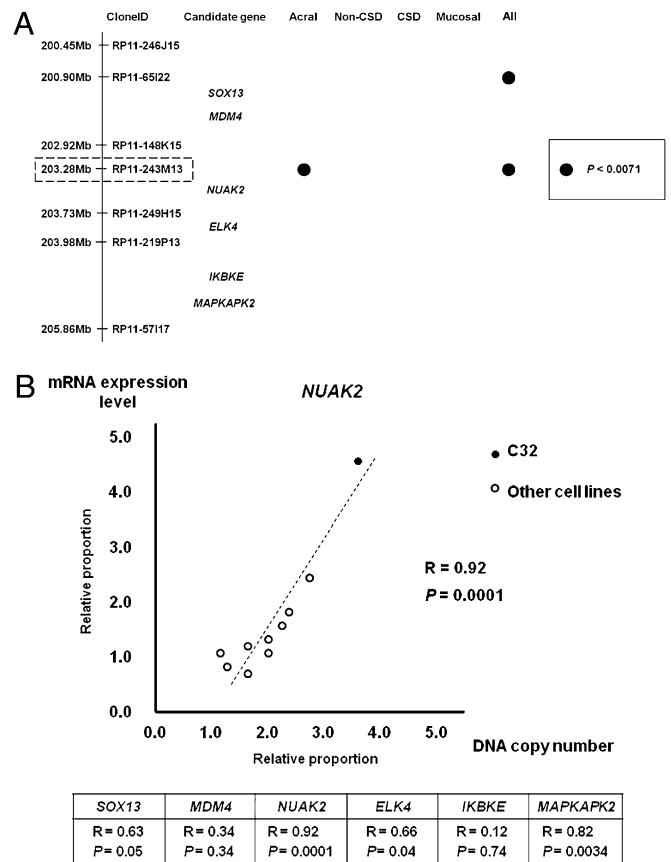 A
CloneID Candidate gene Acral Non-CSD CSD Mucosal All
200.45Mb RP11-246J15
200.90Mb RP11-65I22
SOX13
MDM4
202.92Mb RP11-148K15
203.28Mb RP11-243M13
P < 0.0071
NUAK2
203.73Mb RP11-249H15
ELK4
203.98Mb RP11-219P13
IKBKE
MAPKAPK2
205.86Mb RP11-57I17
B
mRNA expression
level
NUAK2
5.0
4.0
3.0
2.0
1.0
0.0
Relative proportion
C32
Other cell lines
R = 0.92
P = 0.0001
0.0 1.0 2.0 3.0 4.0 5.0
Relative proportion
DNA copy number
SOX13 MDM4 NUAK2 ELK4 IKBKE MAPKAPK2
R = 0.63 R = 0.34 R = 0.92 R = 0.66 R = 0.12 R = 0.82
P = 0.05 P = 0.34 P = 0.0001 P = 0.04 P = 0.74 P = 0.0034